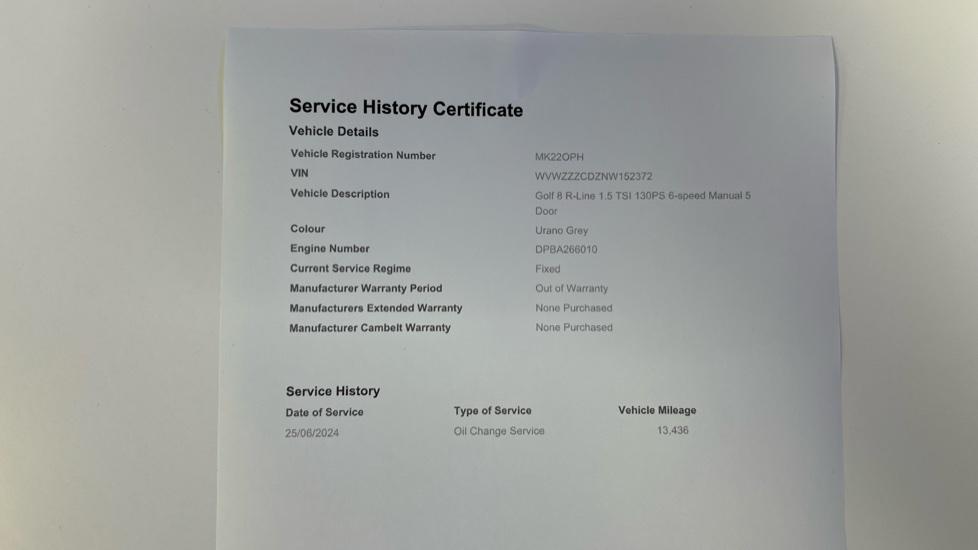 Service History Certificate
Vehicle Details
Vehicle Registration Number MK22OPH
VIN WVWZZZCDZNW152372
Vehicle Description Golf 8 R-Line 1.5 TSI 130PS 6-speed Manual 5
Door
Colour Urano Grey
Engine Number DPBA266010
Current Service Regime Fixed
Manufacturer Warranty Period Out of Warranty
Manufacturers Extended Warranty None Purchased
Manufacturer Cambelt Warranty None Purchased
Service History
Date of Service Type of Service Vehicle Mileage
25/06/2024 Oil Change Service 13,436